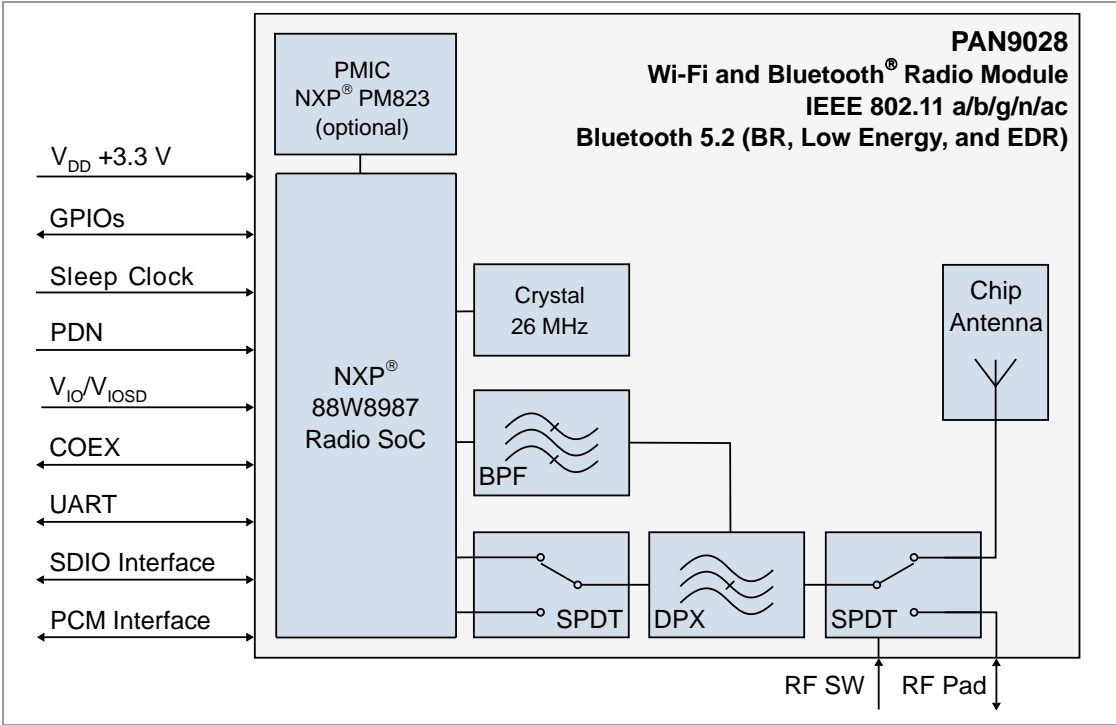 PAN9028
Wi-Fi and Bluetooth® Radio Module
IEEE 802.11 a/b/g/n/ac
Bluetooth 5.2 (BR, Low Energy, and EDR)
PMIC
NXP® PM823
(optional)
VDD +3.3 V
GPIOs
Sleep Clock
PDN
VIO/VIOSD
COEX
UART
SDIO Interface
PCM Interface
NXP®
88W8987
Radio SoC
Crystal
26 MHz
BPF
SPDT
DPX
SPDT
Chip
Antenna
RF SW
RF Pad